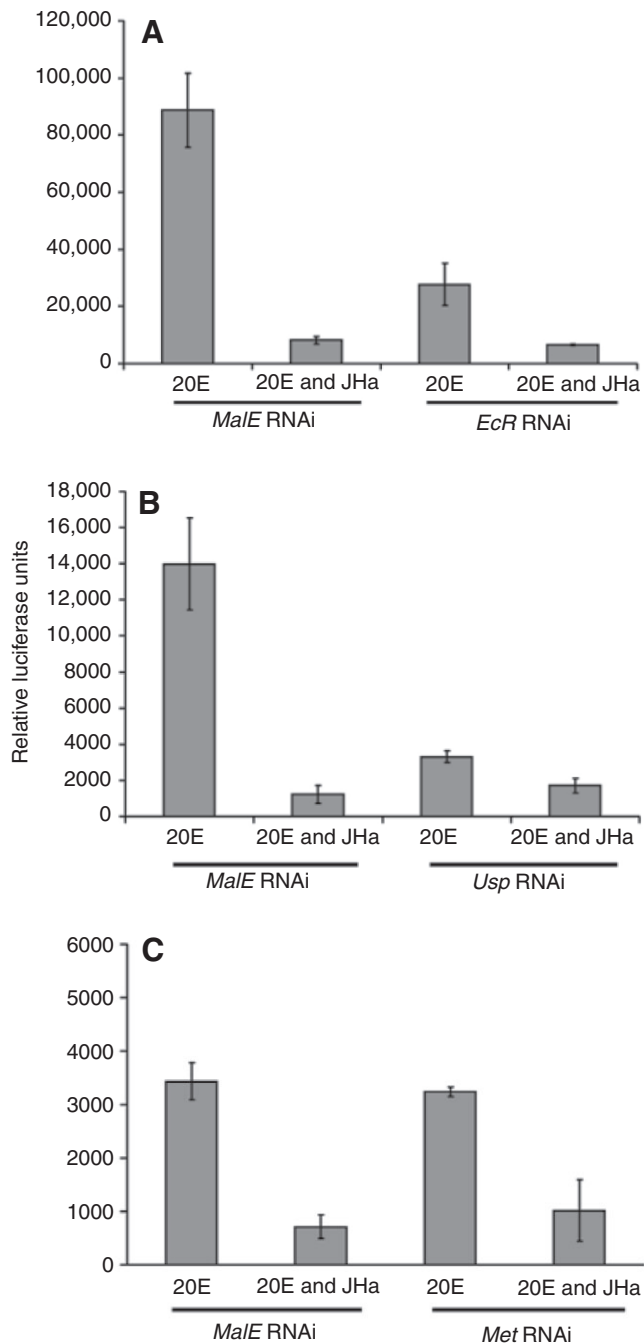 A
120,000
100,000
80,000
60,000
40,000
20,000
0
20E 20E and JHa 20E 20E and JHa
MalE RNAi EcR RNAi
B
18,000
16,000
14,000
12,000
10,000
8000
6000
4000
2000
0
Relative luciferase units
20E 20E and JHa 20E 20E and JHa
MalE RNAi Usp RNAi
C
6000
5000
4000
3000
2000
1000
0
20E 20E and JHa 20E 20E and JHa
MalE RNAi Met RNAi